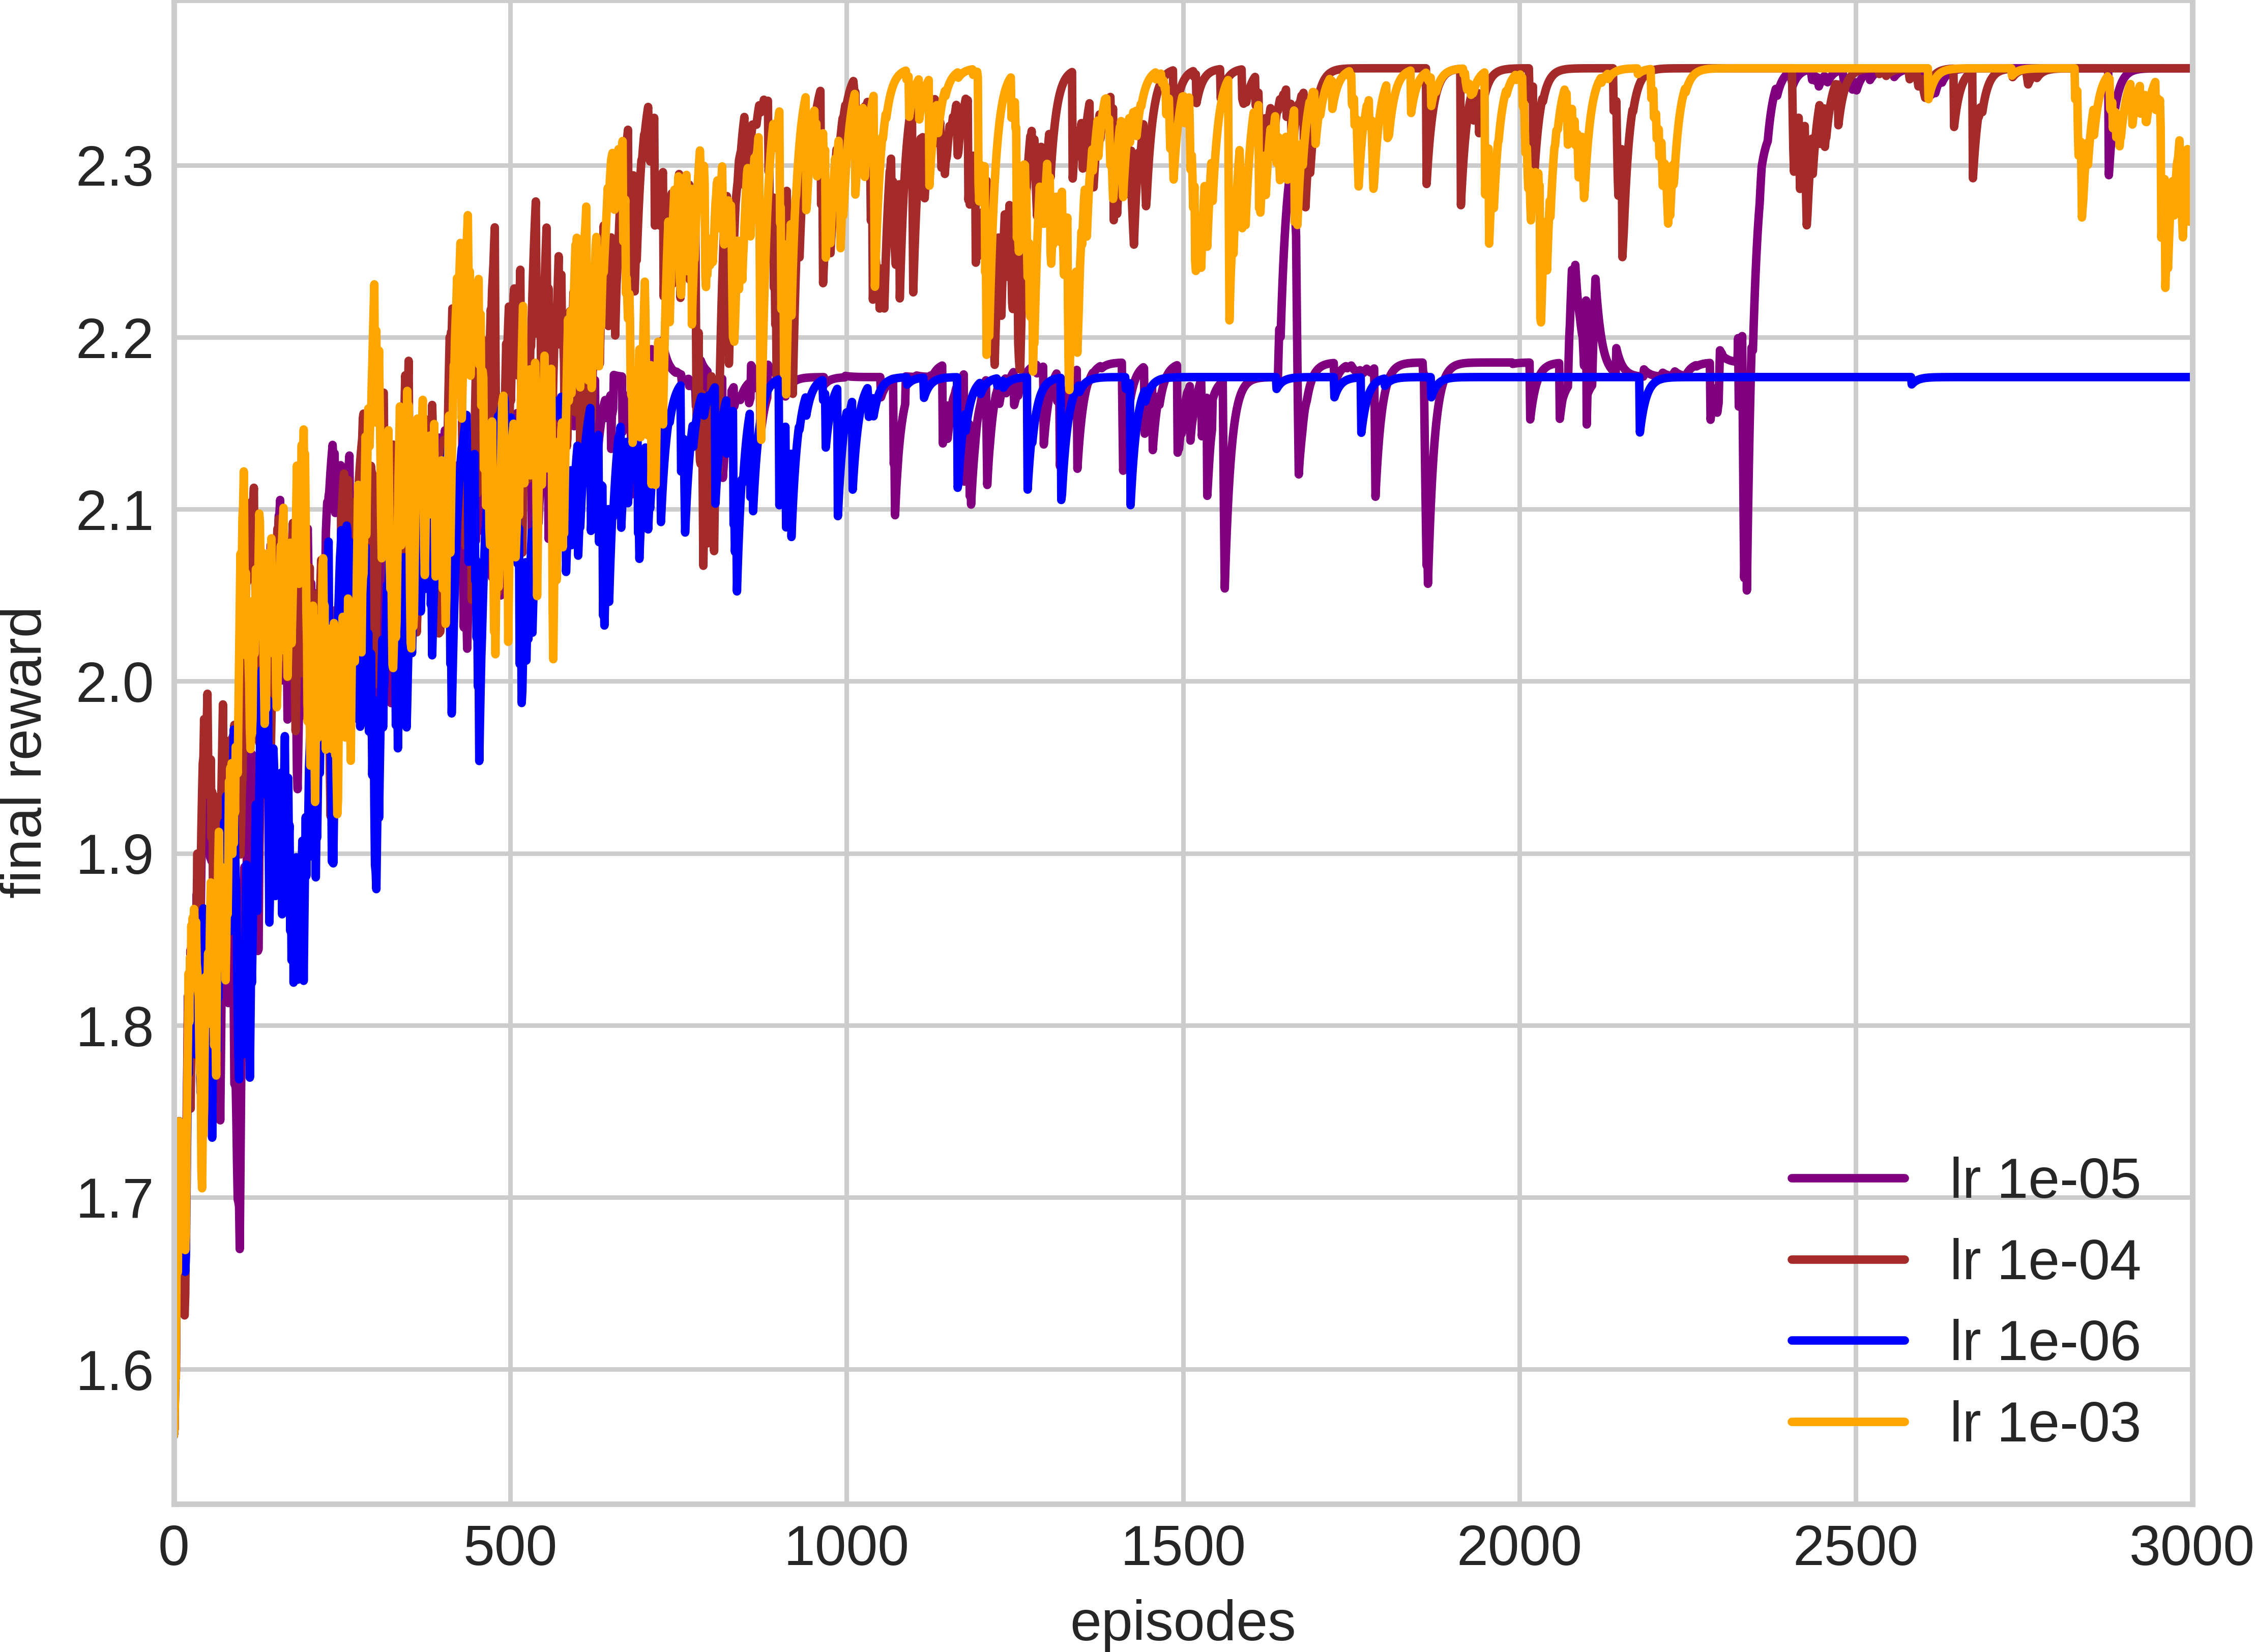 final reward
2.3
2.2
2.1
2.0
1.9
1.8
1.7
1.6
lr 1e-05
lr 1e-04
lr 1e-06
lr 1e-03
0 500 1000 1500 2000 2500 3000
episodes